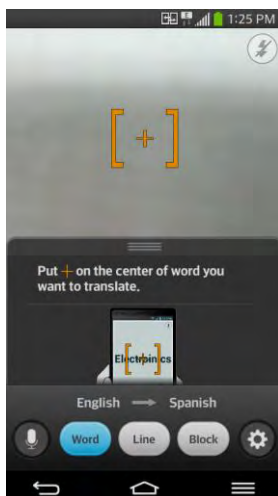 1:25 PM
Put + on the center of word you
want to translate.
Electronics
English → Spanish
Word Line Block